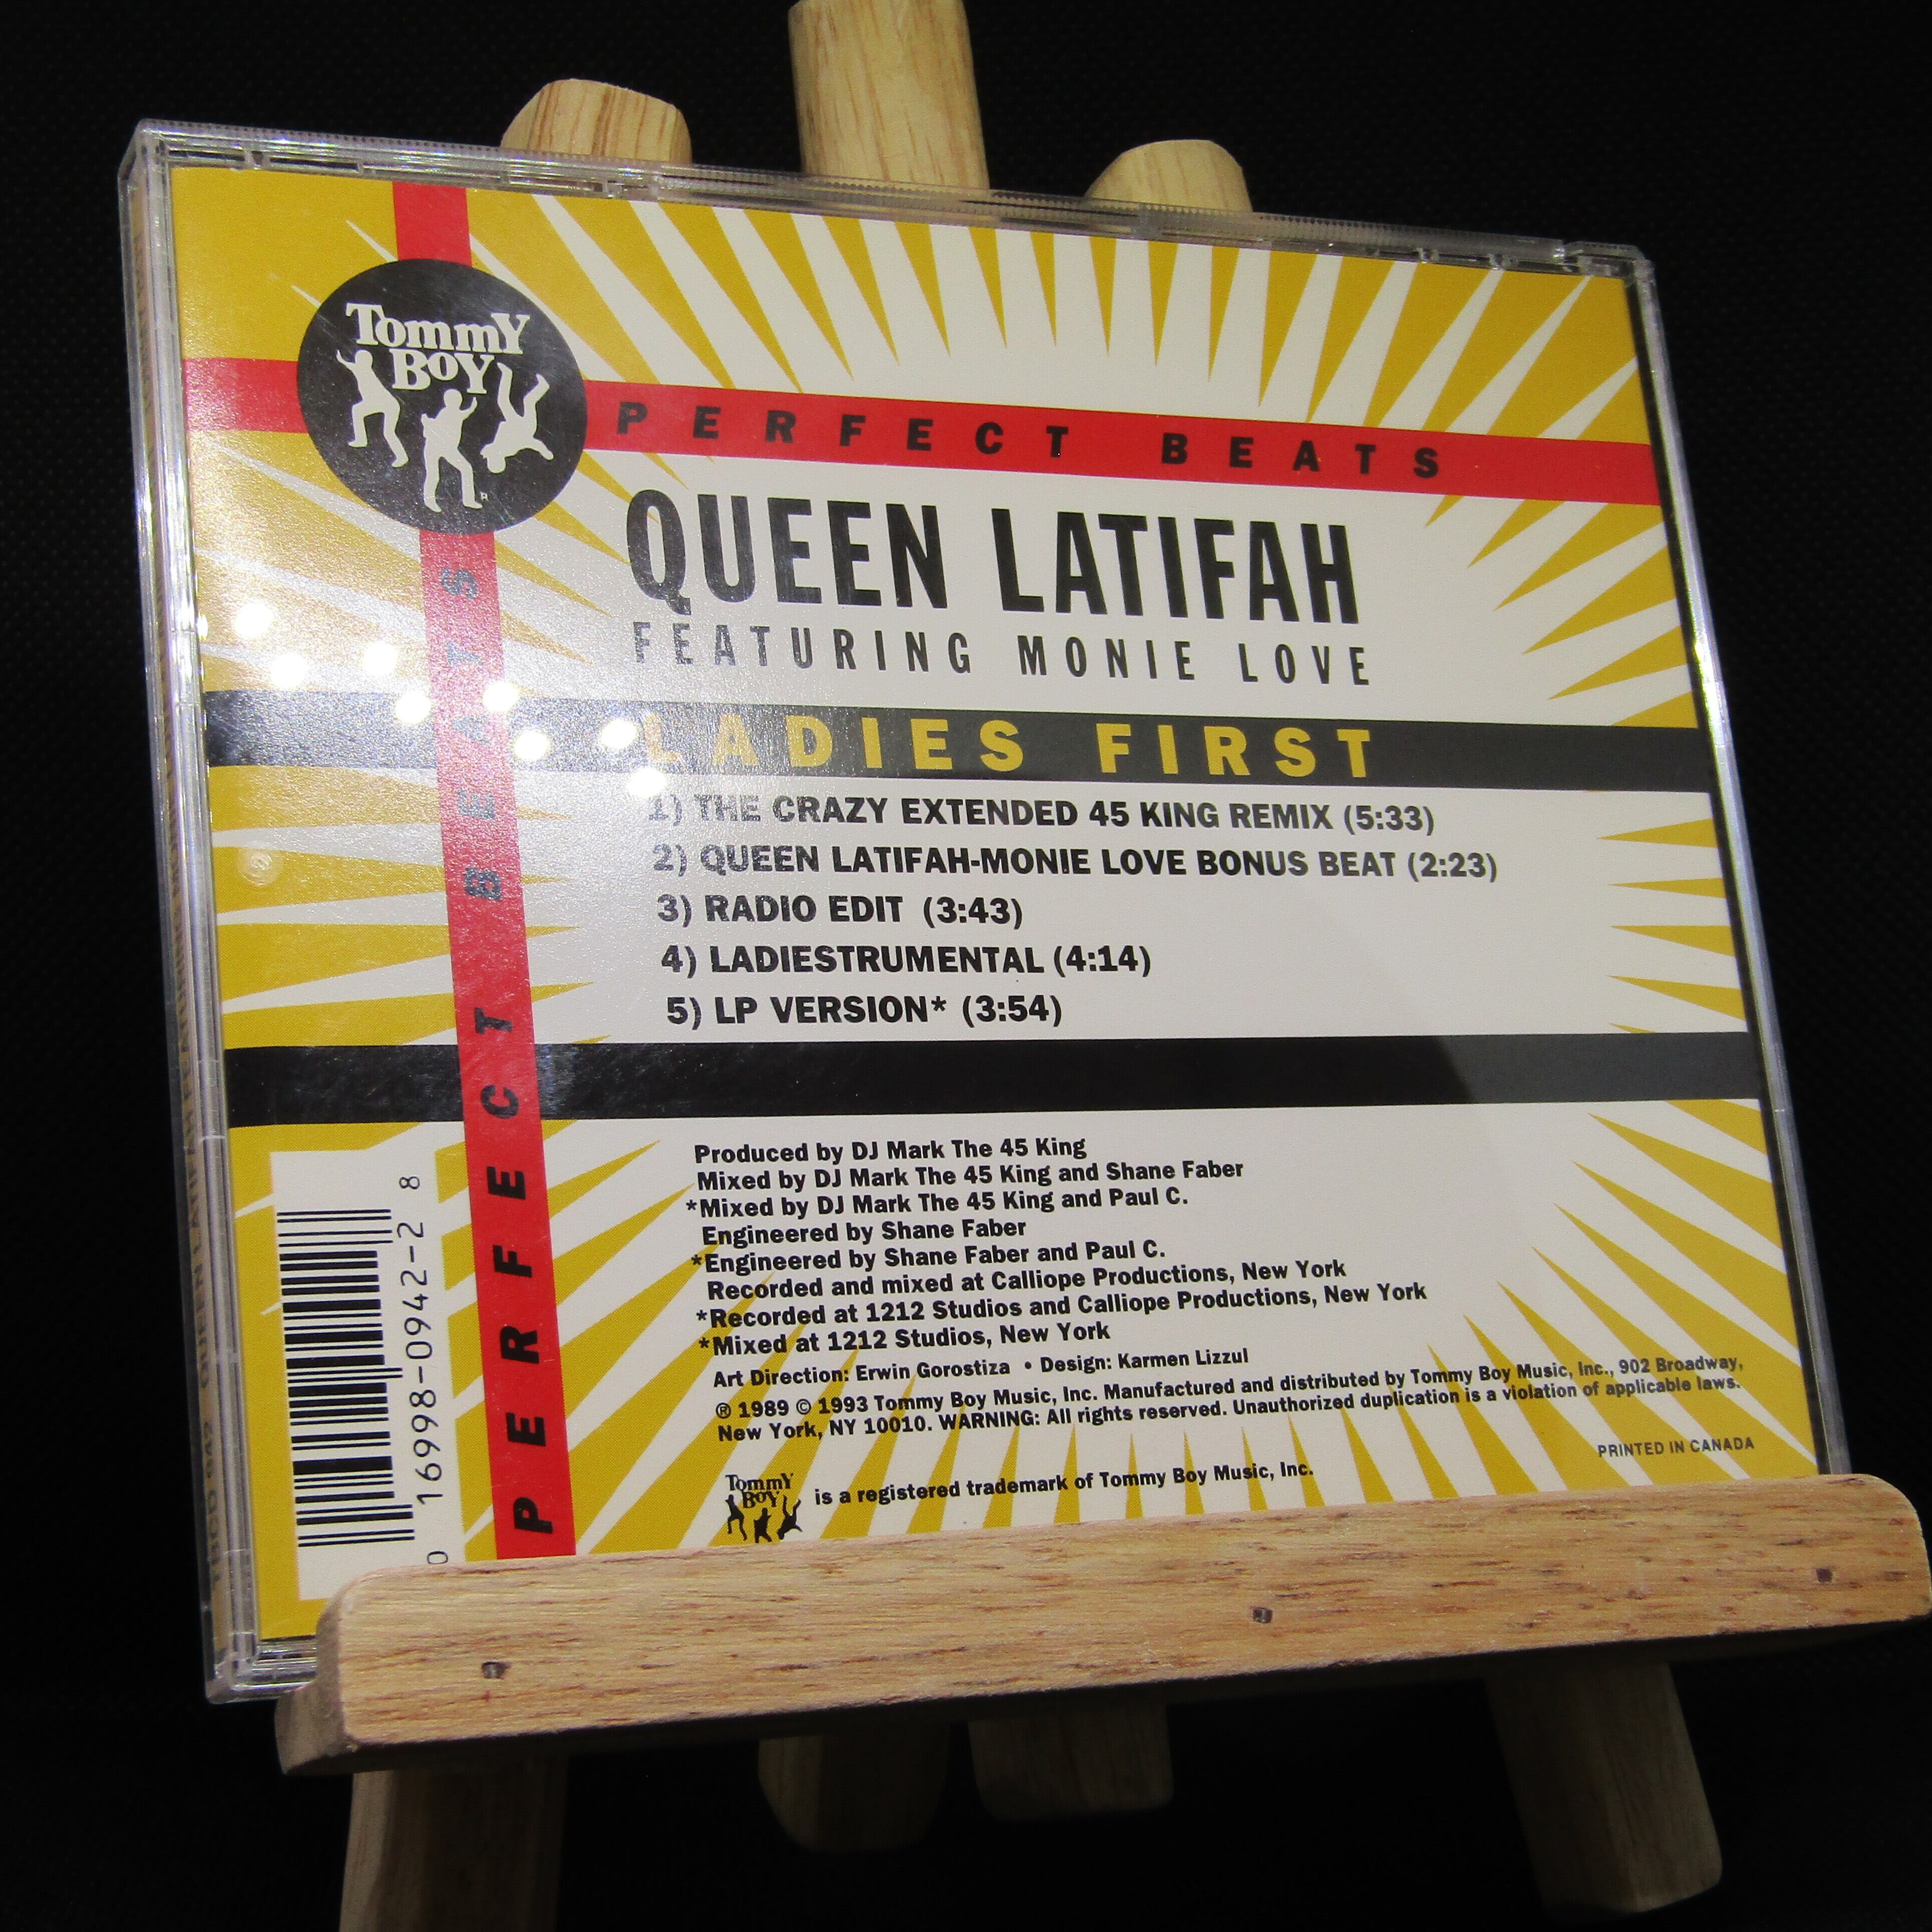 Tommy
Boy
PERFECT BEATS
QUEEN LATIFAH
FEATURING MONIE LOVE
LADIES FIRST
1) THE CRAZY EXTENDED 45 KING REMIX (5:33)
2) QUEEN LATIFAH-MONIE LOVE BONUS BEAT (2:23)
3) RADIO EDIT (3:43)
4) LADIESTRUMENTAL (4:14)
5) LP VERSION* (3:54)
PERFECT BEATS
Produced by DJ Mark The 45 King
Mixed by DJ Mark The 45 King and Shane Faber
*Mixed by DJ Mark The 45 King and Paul C.
Engineered by Shane Faber
*Engineered by Shane Faber and Paul C.
Recorded and mixed at Calliope Productions, New York
*Recorded at 1212 Studios and Calliope Productions, New York
*Mixed at 1212 Studios, New York
Art Direction: Erwin Gorostiza • Design: Karmen Lizzul
℗ 1989 © 1993 Tommy Boy Music, Inc. Manufactured and distributed by Tommy Boy Music, Inc., 902 Broadway,
New York, NY 10010. WARNING: All rights reserved. Unauthorized duplication is a violation of applicable laws.
PRINTED IN CANADA
Tommy
Boy
is a registered trademark of Tommy Boy Music, Inc.
0 16998-0942-2 8